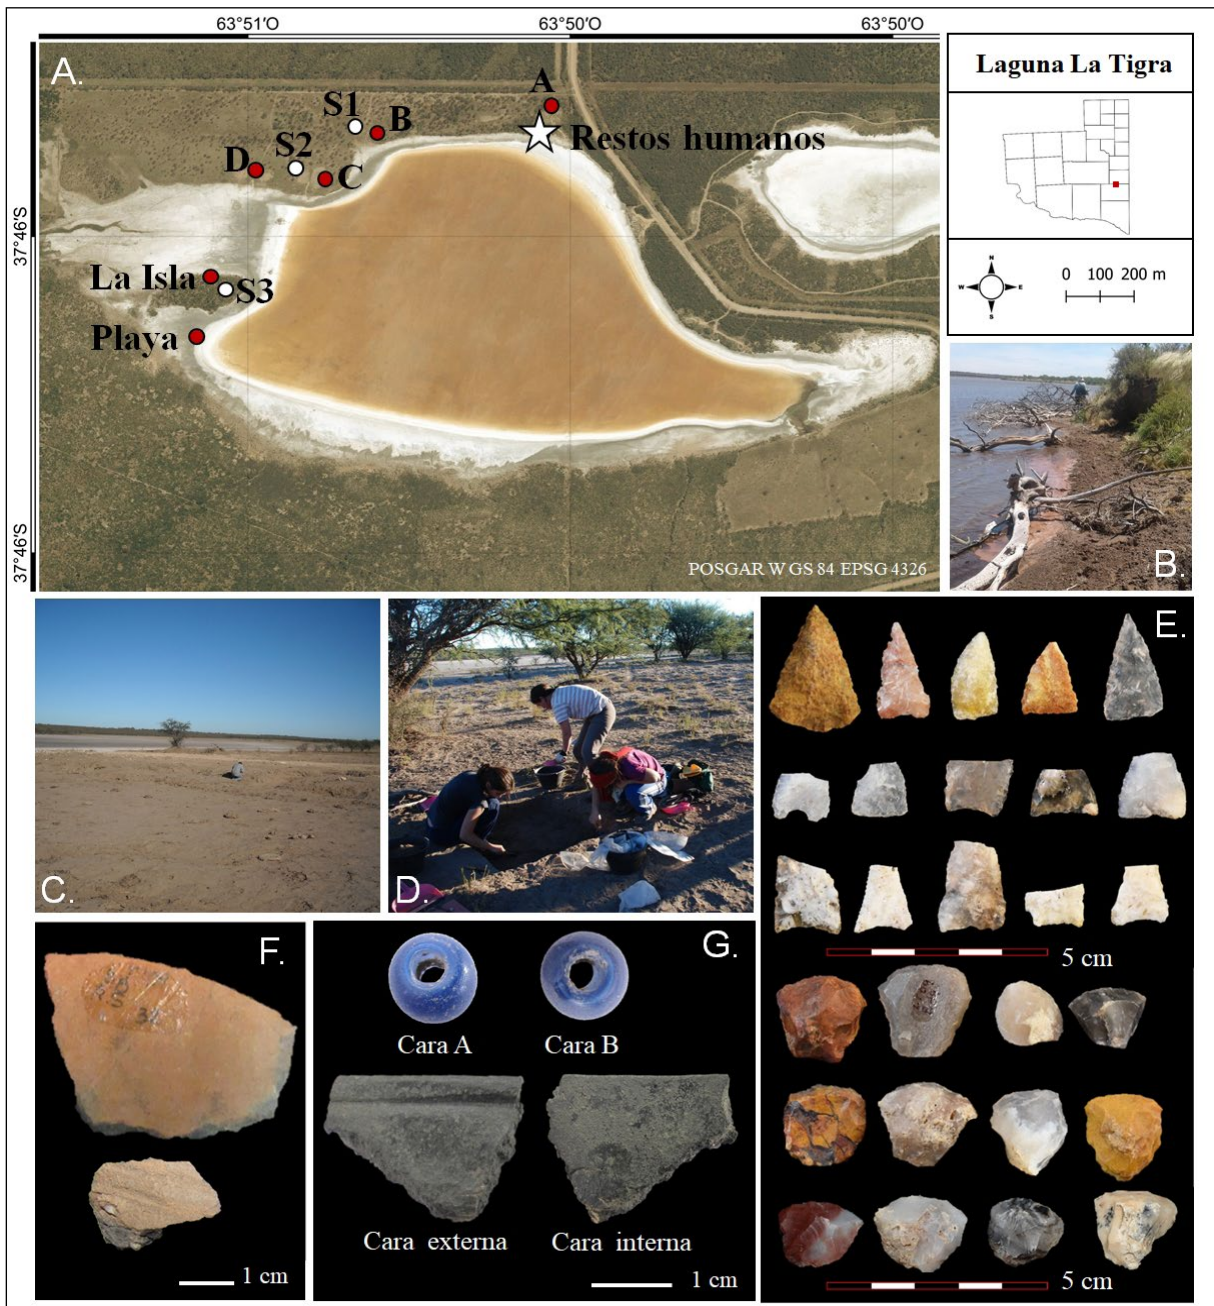 63°51'O 63°50'O 63°50'O
37°46'S
37°46'S
A.
A
S1
B
Restos humanos
S2
D
C
La Isla
S3
Playa
POSGAR WGS 84 EPSG 4326
Laguna La Tigra
N
W E
S
0 100 200 m
B.
C.
D.
E.
5 cm
5 cm
F.
1 cm
G.
Cara A Cara B
Cara externa Cara interna
1 cm